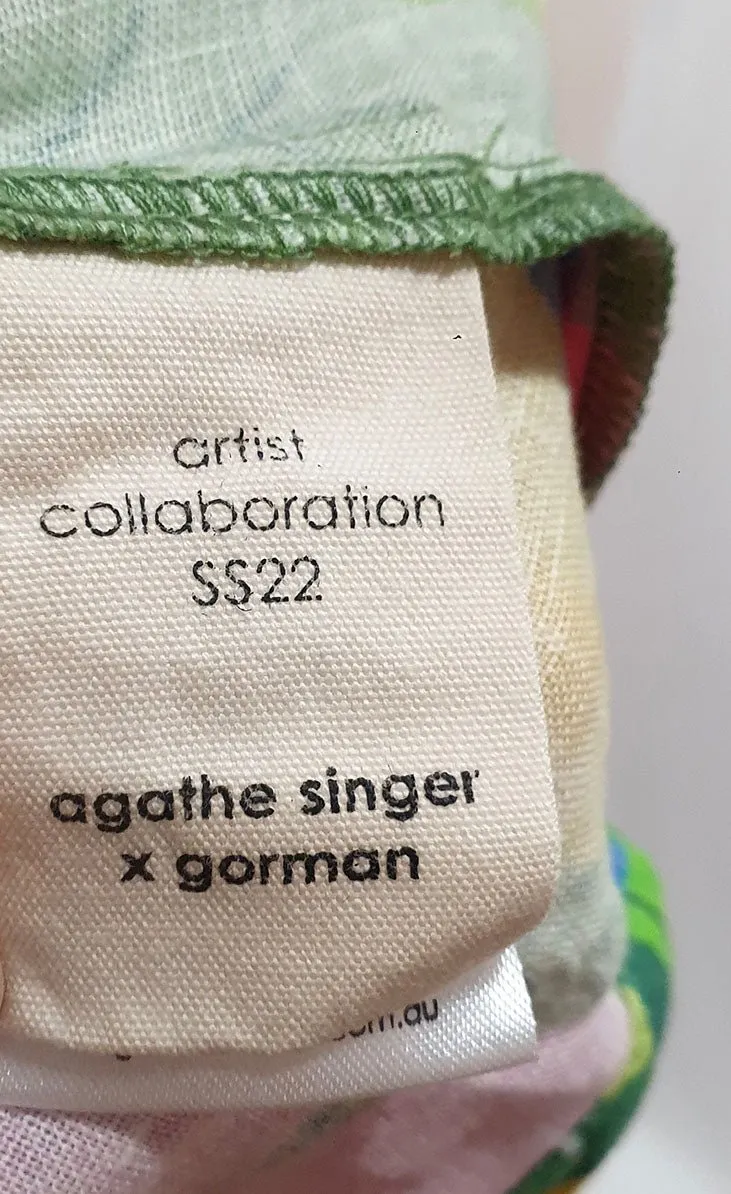 artist
collaboration
SS22
agathe singer
x gorman